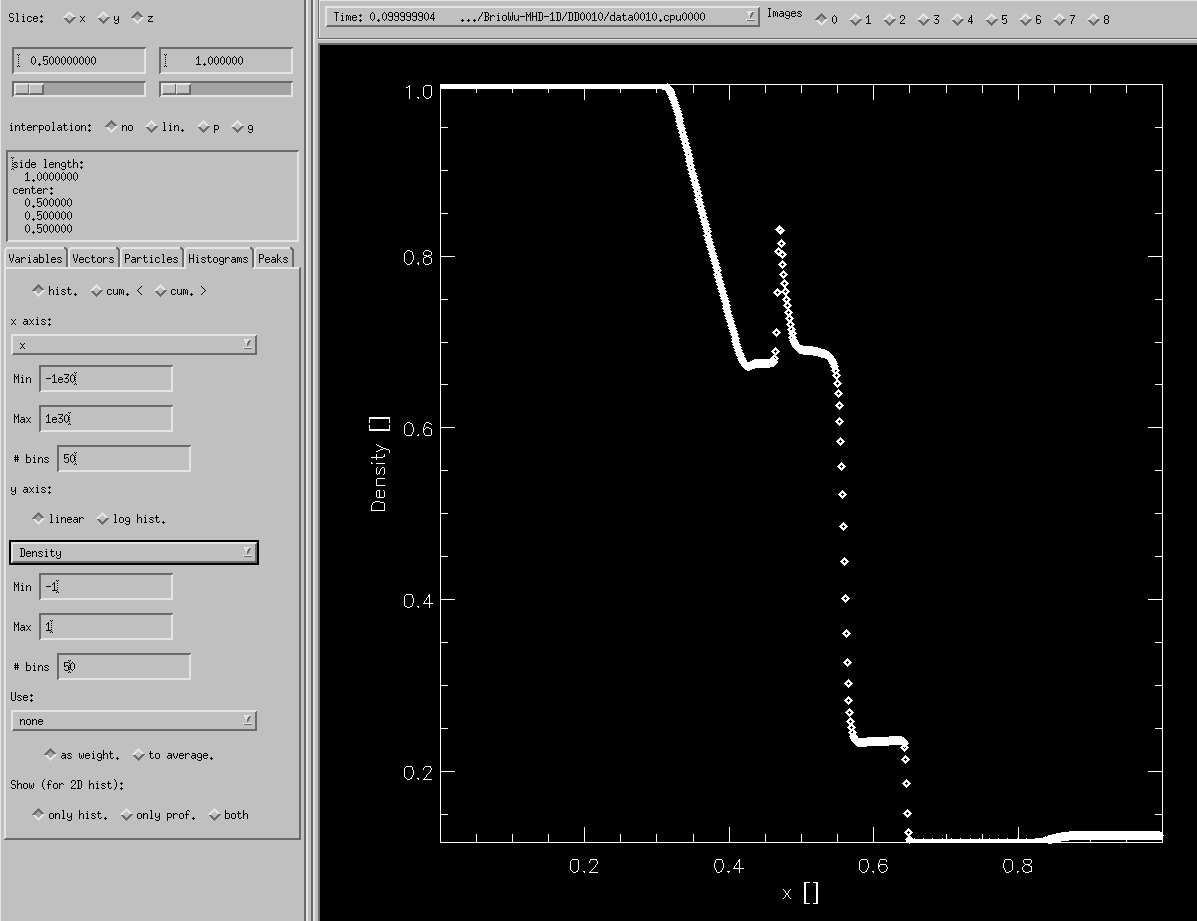 Slice: x y z
0.500000000 1.000000
interpolation: no lin. p g
side length:
1.0000000
center:
0.500000
0.500000
0.500000
Variables Vectors Particles Histograms Peaks
hist. cum. < cum. >
x axis:
x
Min -1e30
Max 1e30
# bins 50
y axis:
linear log hist.
Density
Min -1
Max 1
# bins 50
Use:
none
as weight. to average.
Show (for 2D hist):
only hist. only prof. both
Time: 0.099999904 .../BrioWu-MHD-1D/DD0010/data0010.cpu0000 Images 0 1 2 3 4 5 6 7 8
1.0
0.8
0.6
0.4
0.2
Density []
0.2 0.4 0.6 0.8
x []